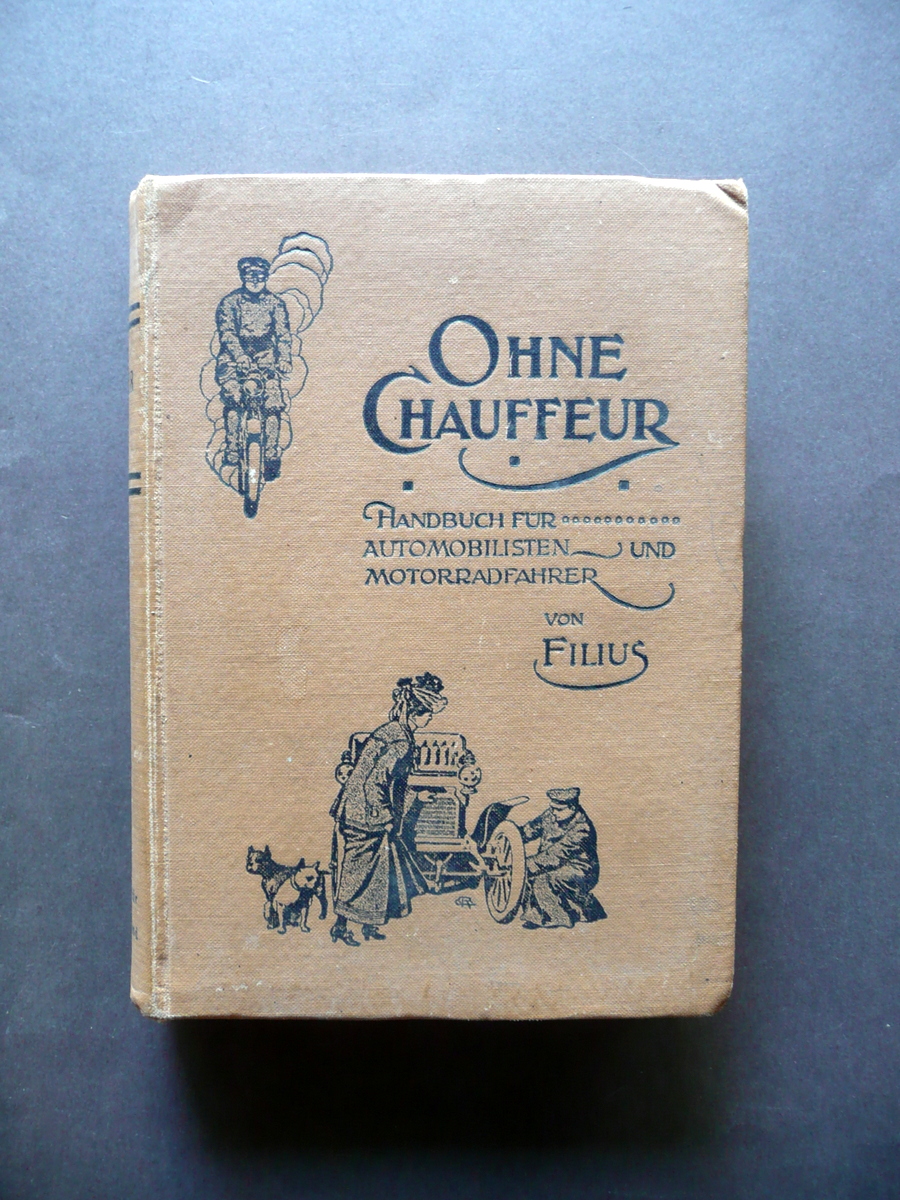 OHNE
CHAUFFEUR
HANDBUCH FÜR
AUTOMOBILISTEN UND
MOTORRADFAHRER
VON
FILIUS